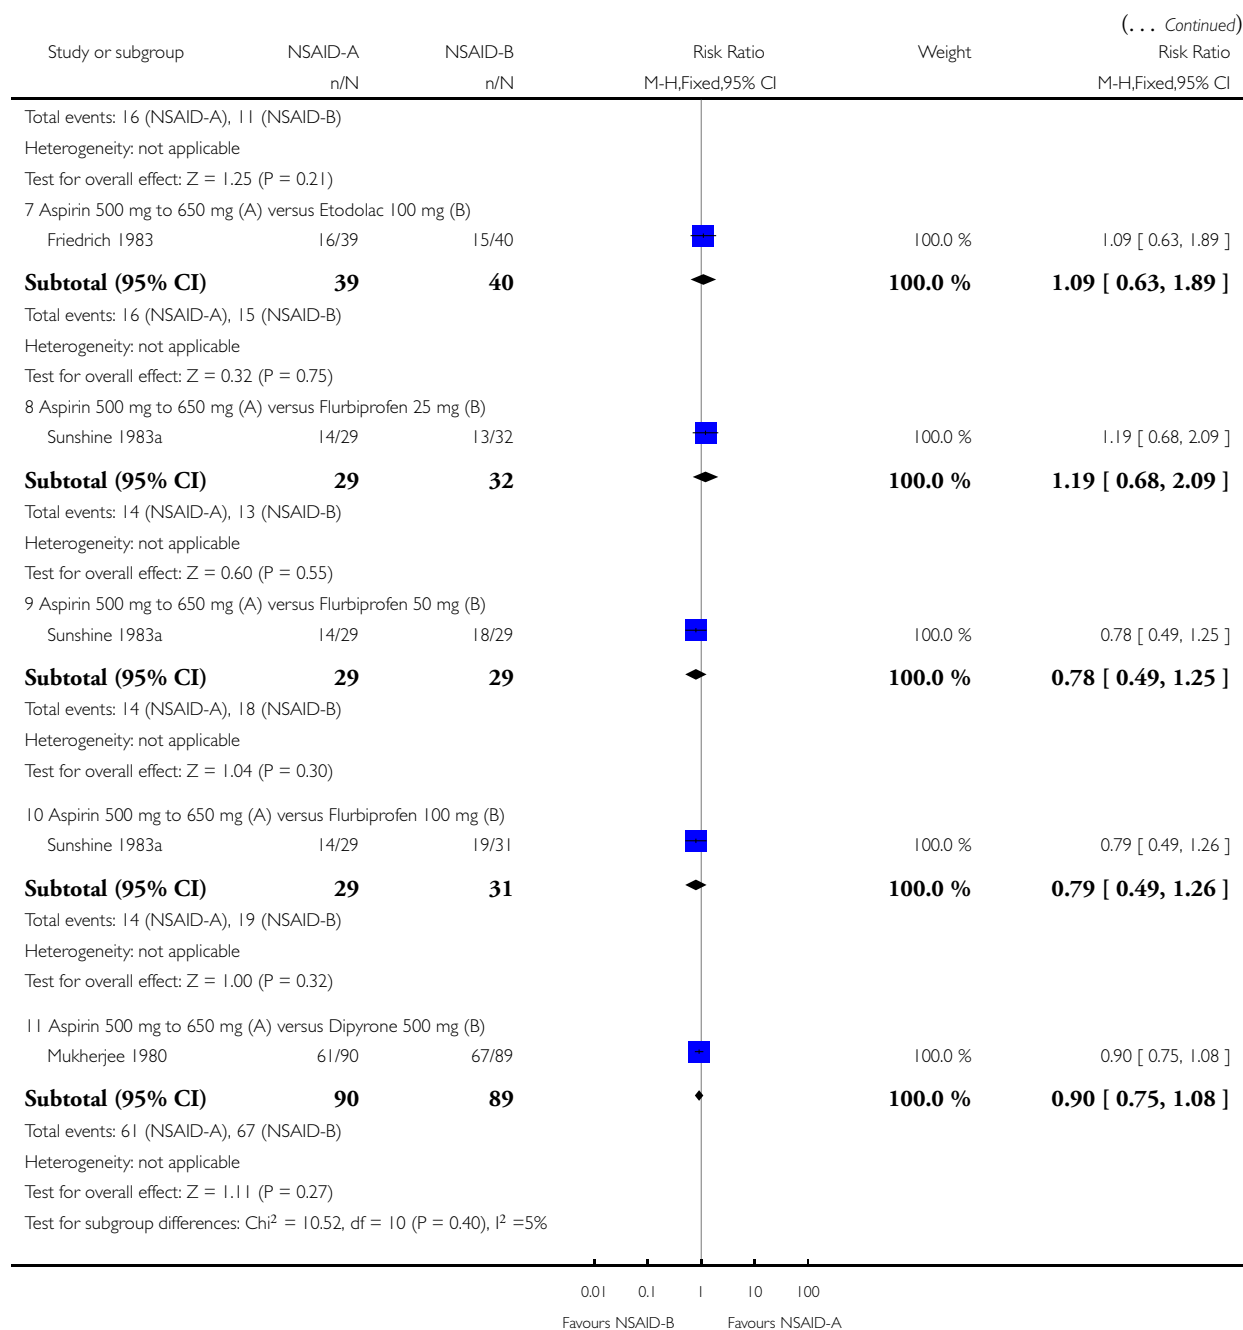 (... Continued)
Study or subgroup NSAID-A NSAID-B Risk Ratio Weight Risk Ratio
n/N n/N M-H,Fixed,95% CI M-H,Fixed,95% CI
Total events: 16 (NSAID-A), 11 (NSAID-B)
Heterogeneity: not applicable
Test for overall effect: Z = 1.25 (P = 0.21)
7 Aspirin 500 mg to 650 mg (A) versus Etodolac 100 mg (B)
Friedrich 1983 16/39 15/40 100.0 % 1.09 [ 0.63, 1.89 ]
Subtotal (95% CI) 39 40 100.0 % 1.09 [ 0.63, 1.89 ]
Total events: 16 (NSAID-A), 15 (NSAID-B)
Heterogeneity: not applicable
Test for overall effect: Z = 0.32 (P = 0.75)
8 Aspirin 500 mg to 650 mg (A) versus Flurbiprofen 25 mg (B)
Sunshine 1983a 14/29 13/32 100.0 % 1.19 [ 0.68, 2.09 ]
Subtotal (95% CI) 29 32 100.0 % 1.19 [ 0.68, 2.09 ]
Total events: 14 (NSAID-A), 13 (NSAID-B)
Heterogeneity: not applicable
Test for overall effect: Z = 0.60 (P = 0.55)
9 Aspirin 500 mg to 650 mg (A) versus Flurbiprofen 50 mg (B)
Sunshine 1983a 14/29 18/29 100.0 % 0.78 [ 0.49, 1.25 ]
Subtotal (95% CI) 29 29 100.0 % 0.78 [ 0.49, 1.25 ]
Total events: 14 (NSAID-A), 18 (NSAID-B)
Heterogeneity: not applicable
Test for overall effect: Z = 1.04 (P = 0.30)
10 Aspirin 500 mg to 650 mg (A) versus Flurbiprofen 100 mg (B)
Sunshine 1983a 14/29 19/31 100.0 % 0.79 [ 0.49, 1.26 ]
Subtotal (95% CI) 29 31 100.0 % 0.79 [ 0.49, 1.26 ]
Total events: 14 (NSAID-A), 19 (NSAID-B)
Heterogeneity: not applicable
Test for overall effect: Z = 1.00 (P = 0.32)
11 Aspirin 500 mg to 650 mg (A) versus Dipyrone 500 mg (B)
Mukherjee 1980 61/90 67/89 100.0 % 0.90 [ 0.75, 1.08 ]
Subtotal (95% CI) 90 89 100.0 % 0.90 [ 0.75, 1.08 ]
Total events: 61 (NSAID-A), 67 (NSAID-B)
Heterogeneity: not applicable
Test for overall effect: Z = 1.11 (P = 0.27)
Test for subgroup differences: Chi² = 10.52, df = 10 (P = 0.40), I² =5%
0.01 0.1 1 10 100
Favours NSAID-B Favours NSAID-A